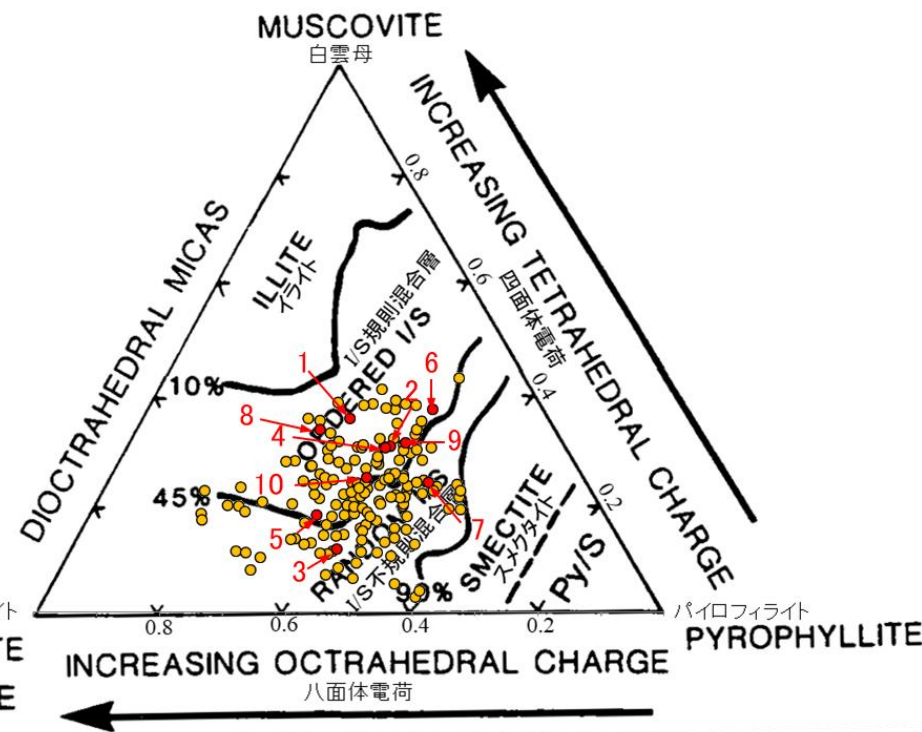 MUSCOVITE
白雲母
INCREASING TETRAHEDRAL CHARGE
四面体電荷
DIOCTRAHEDRAL MICAS
0.8
0.6
0.4
0.2
ILLITE
イライト
I/S規則混合層
ORDERED I/S
10%
45%
90%
1
2
3
4
5
6
7
8
9
10
I/S不規則混合層
SMECTITE
スメクタイト
Py/S
0.8
0.6
0.4
0.2
イト
パイロフィライト
TE
PYROPHYLLITE
INCREASING OCTRAHEDRAL CHARGE
八面体電荷
E